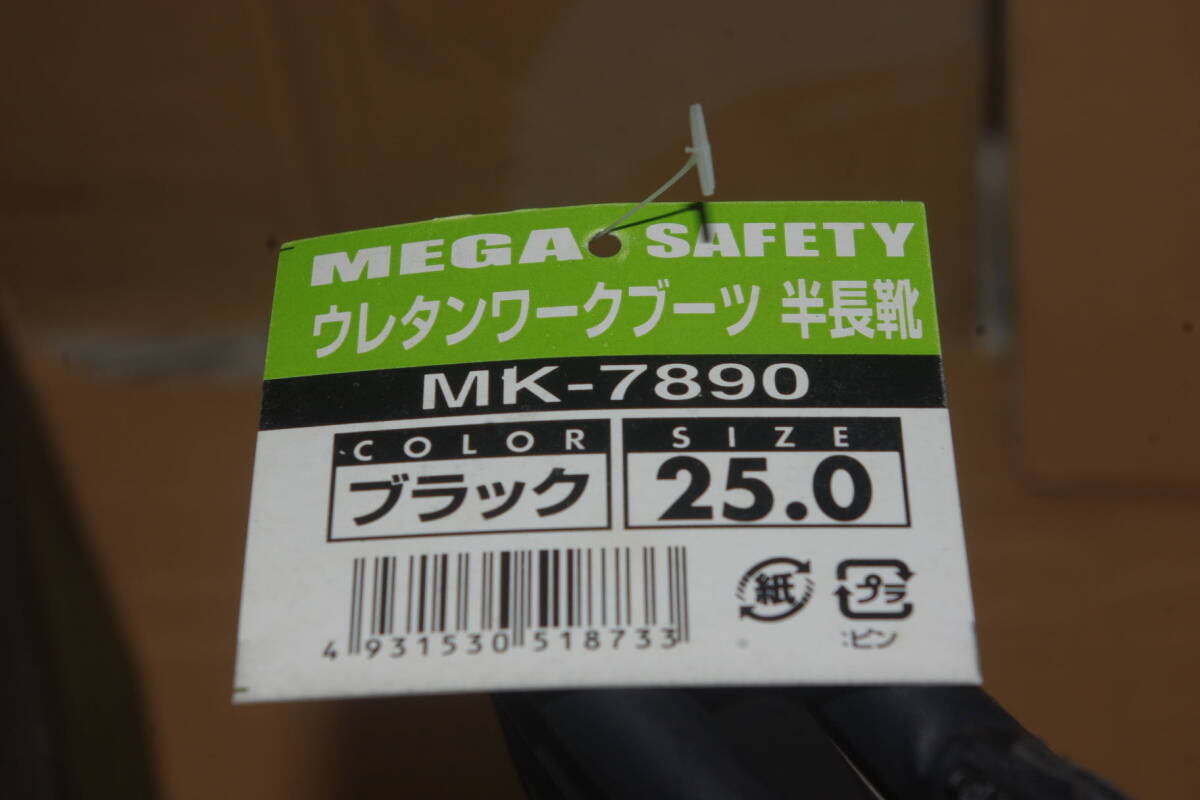 MEGA SAFETY
ウレタンワークブーツ 半長靴
MK-7890
COLOR SIZE
ブラック 25.0
紙 プラ
:ピン
4 931530 518733